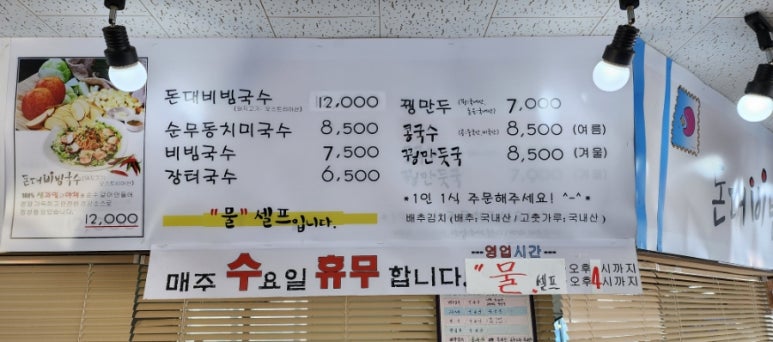 돈대비빔국수 12,000
순무동치미국수 8,500
비빔국수 7,500
장터국수 6,500
"물" 셀프입니다.
꿩만두 7,000
콩국수 8,500 (여름)
꿩만듯국 8,500 (겨울)
*1인 1식 주문해주세요! ^-^*
배추김치(배추:국내산/고춧가루:국내산)
돈대비빔국수
12,000
매주 수요일 휴무 합니다.
---영업시간---
"물" 셀프
오후 4시까지
오후 4시까지
돈대비